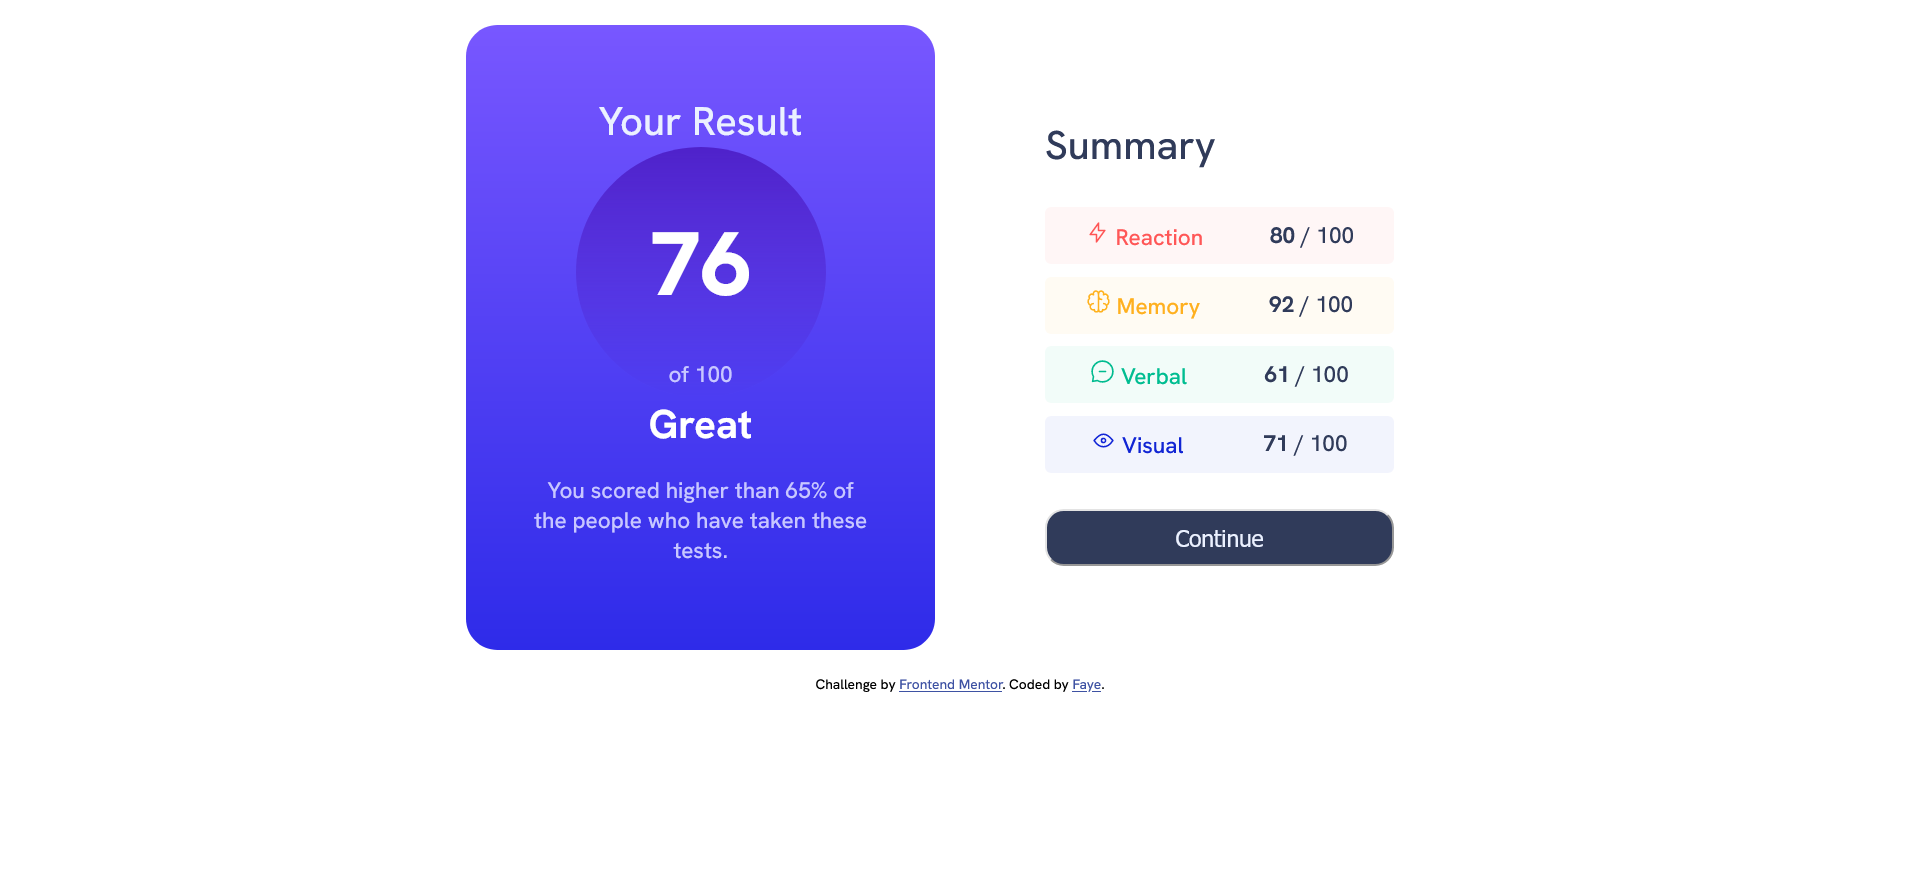 Your Result
76
of 100
Great
You scored higher than 65% of
the people who have taken these
tests.
Summary
Reaction 80 / 100
Memory 92 / 100
Verbal 61 / 100
Visual 71 / 100
Continue
Challenge by Frontend Mentor. Coded by Faye.